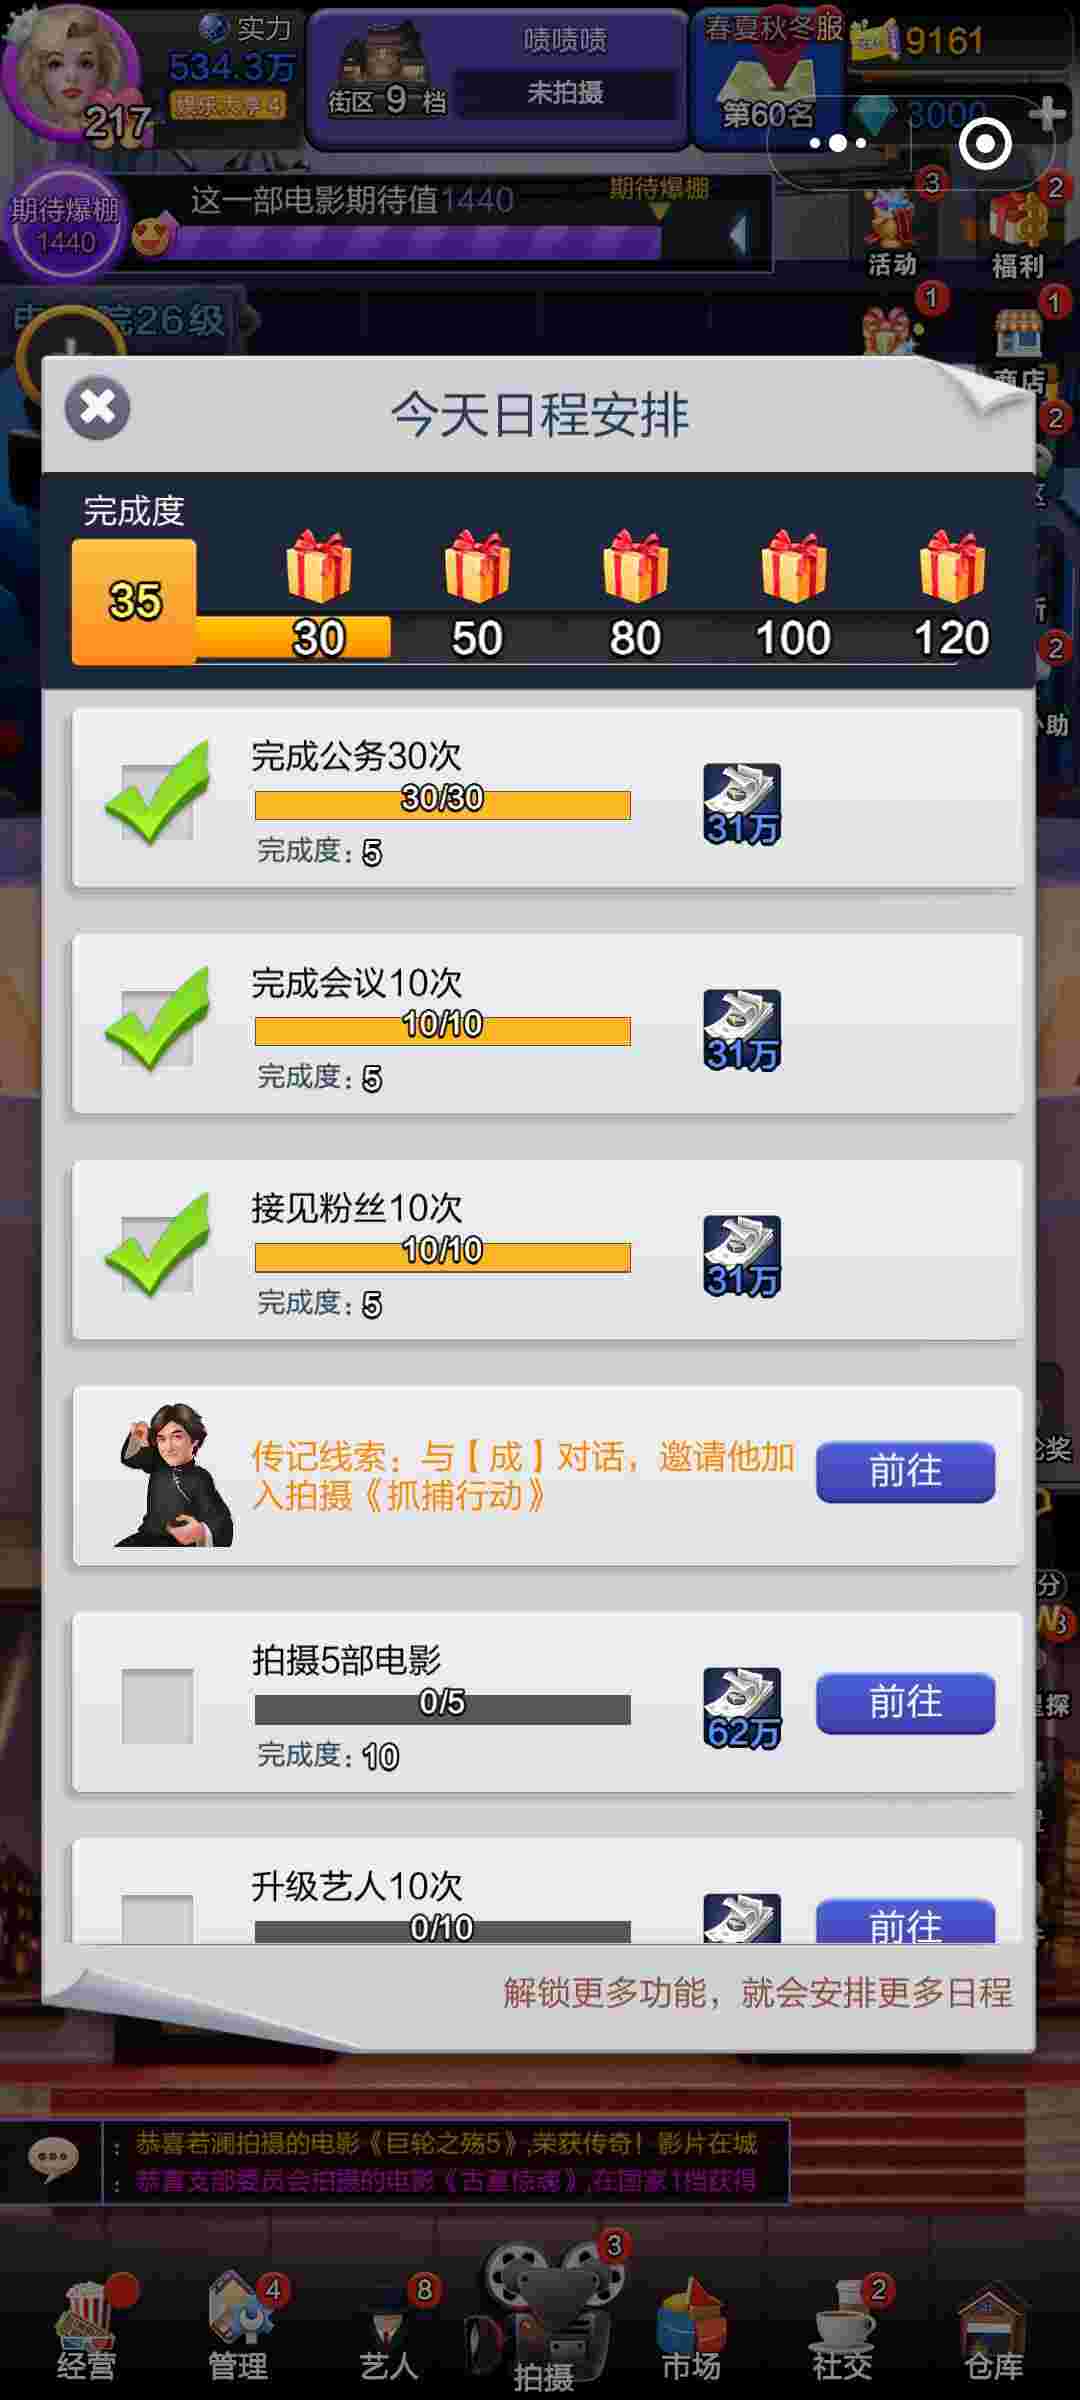 实力
534.3万
娱乐大亨4
217
街区9档
啧啧啧
未拍摄
春夏秋冬服
第60名
9161
3000
期待爆棚
1440
这一部电影期待值1440
期待爆棚
3
活动
2
福利
院26级
1
1
商店
2
今天日程安排
完成度
35
30
50
80
100
120
2
完成公务30次
30/30
31万
完成度：5
完成会议10次
10/10
31万
完成度：5
接见粉丝10次
10/10
31万
完成度：5
传记线索：与【成】对话，邀请他加
入拍摄《抓捕行动》
前往
拍摄5部电影
0/5
62万
前往
完成度：10
升级艺人10次
0/10
前往
解锁更多功能，就会安排更多日程
：恭喜若澜拍摄的电影《巨轮之殇5》,荣获传奇！影片在城
：恭喜支部委员会拍摄的电影《古墓惊魂》,在国家1档获得
经营
4
管理
8
艺人
3
拍摄
市场
2
社交
仓库